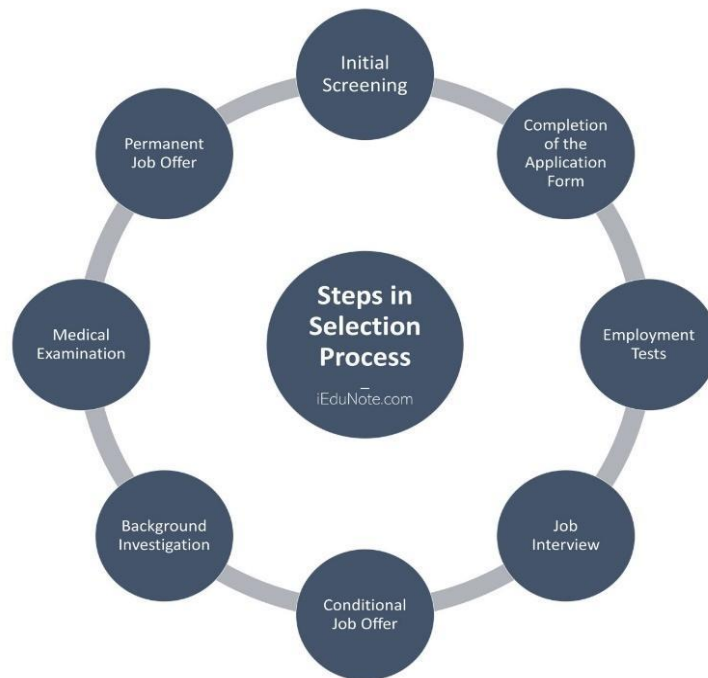 Initial
Screening
Completion
of the
Application
Form
Employment
Tests
Job
Interview
Conditional
Job Offer
Background
Investigation
Medical
Examination
Permanent
Job Offer
Steps in
Selection
Process
–
iEduNote.com